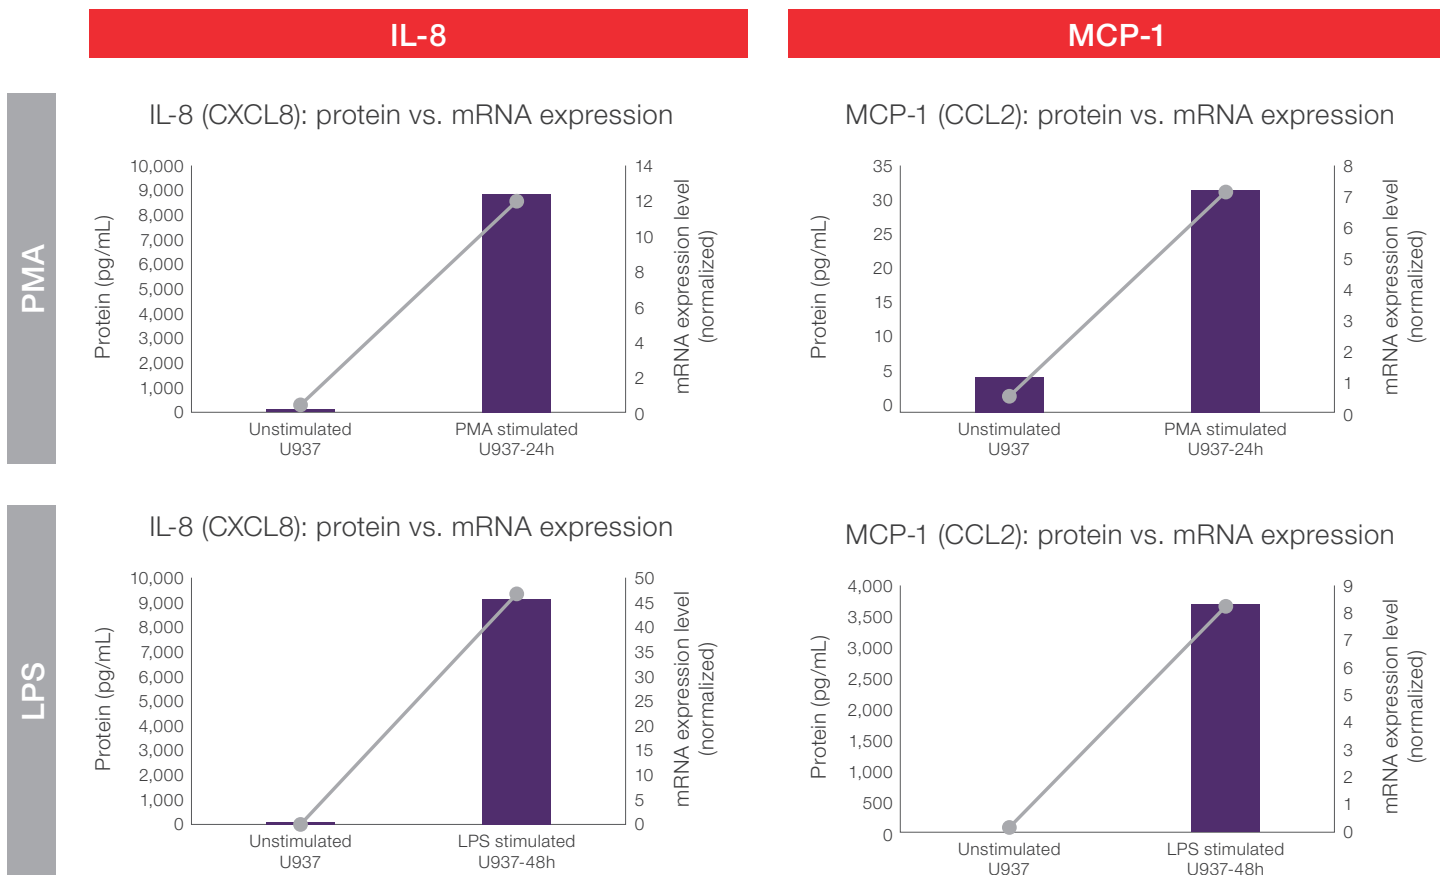 IL-8
MCP-1
PMA
IL-8 (CXCL8): protein vs. mRNA expression
Protein (pg/mL)
10,000
9,000
8,000
7,000
6,000
5,000
4,000
3,000
2,000
1,000
0
14
12
10
8
6
4
2
0
mRNA expression level
(normalized)
Unstimulated
U937
PMA stimulated
U937-24h
MCP-1 (CCL2): protein vs. mRNA expression
Protein (pg/mL)
35
30
25
20
15
10
5
0
8
7
6
5
4
3
2
1
0
mRNA expression level
(normalized)
Unstimulated
U937
PMA stimulated
U937-24h
LPS
IL-8 (CXCL8): protein vs. mRNA expression
Protein (pg/mL)
10,000
9,000
8,000
7,000
6,000
5,000
4,000
3,000
2,000
1,000
0
50
45
40
35
30
25
20
15
10
5
0
mRNA expression level
(normalized)
Unstimulated
U937
LPS stimulated
U937-48h
MCP-1 (CCL2): protein vs. mRNA expression
Protein (pg/mL)
4,000
3,500
3,000
2,500
2,000
1,500
1,000
500
0
9
8
7
6
5
4
3
2
1
0
mRNA expression level
(normalized)
Unstimulated
U937
LPS stimulated
U937-48h